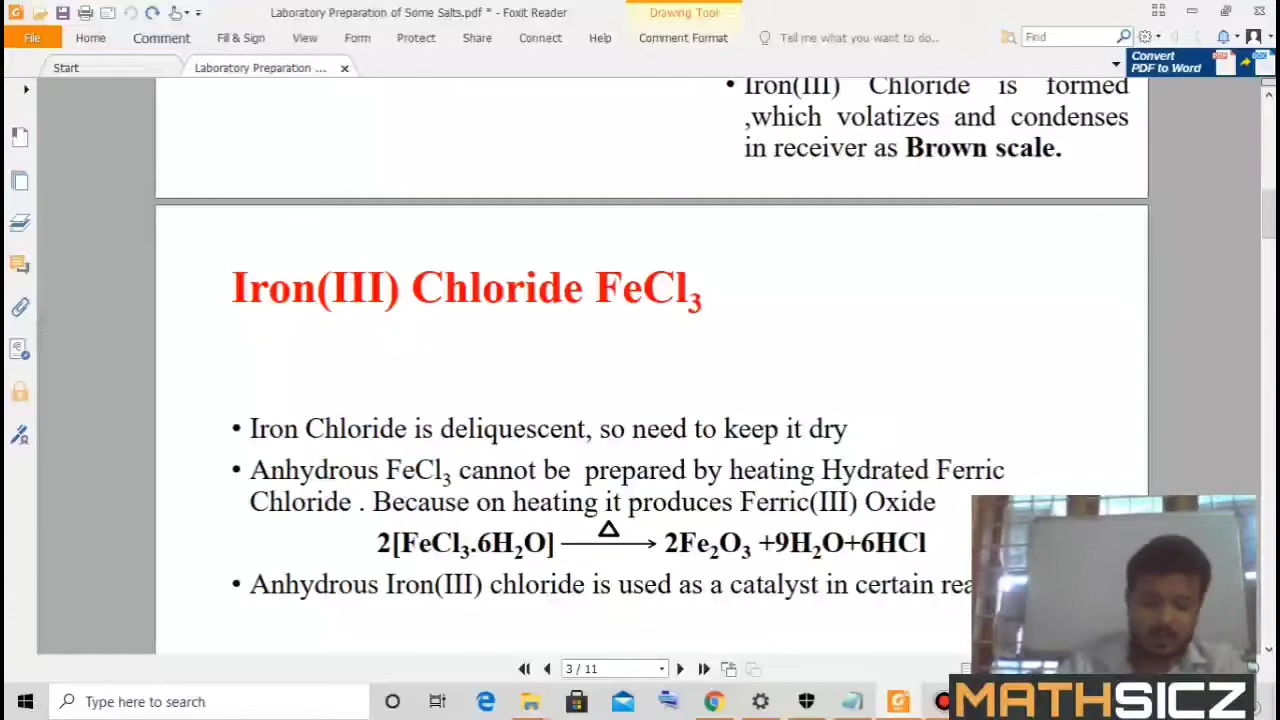 Laboratory Preparation of Some Salts.pdf * - Foxit Reader
Drawing Tool
File Home Comment Fill & Sign View Form Protect Share Connect Help Comment Format Tell me what you want to do... Find
Start Laboratory Preparation ... Convert
PDF to Word
• Iron(III) Chloride is formed
,which volatizes and condenses
in receiver as Brown scale.
Iron(III) Chloride FeCl₃
• Iron Chloride is deliquescent, so need to keep it dry
• Anhydrous FeCl₃ cannot be prepared by heating Hydrated Ferric
Chloride . Because on heating it produces Ferric(III) Oxide
2[FeCl₃.6H₂O] —Δ→ 2Fe₂O₃ +9H₂O+6HCl
• Anhydrous Iron(III) chloride is used as a catalyst in certain rea
3 / 11
Type here to search
MATHSICZ